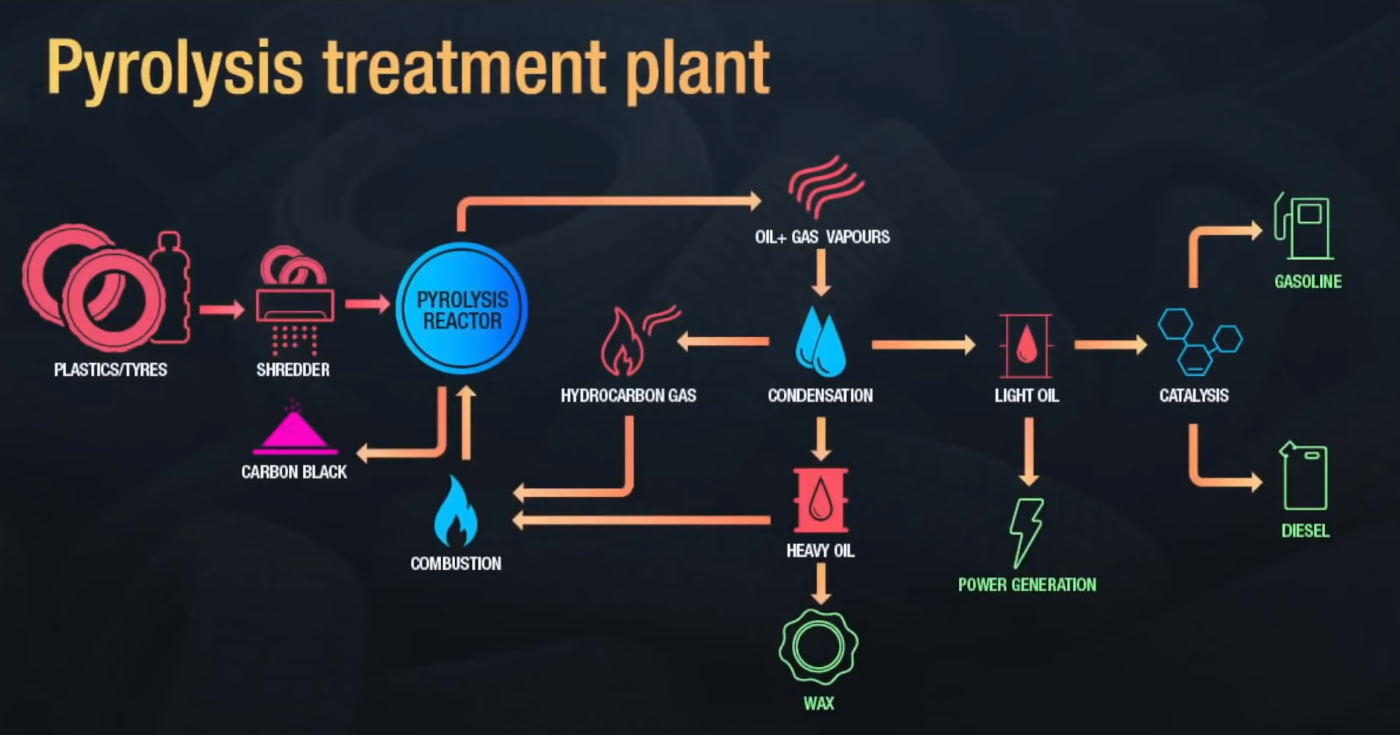 Pyrolysis treatment plant
OIL+ GAS VAPOURS
PLASTICS/TYRES
SHREDDER
PYROLYSIS
REACTOR
HYDROCARBON GAS
CONDENSATION
LIGHT OIL
CATALYSIS
GASOLINE
CARBON BLACK
COMBUSTION
HEAVY OIL
POWER GENERATION
DIESEL
WAX